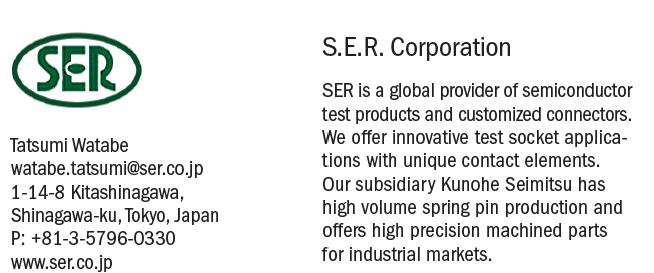 SER
Tatsumi Watabe
watabe.tatsumi@ser.co.jp
1-14-8 Kitashinagawa,
Shinagawa-ku, Tokyo, Japan
P: +81-3-5796-0330
www.ser.co.jp
S.E.R. Corporation
SER is a global provider of semiconductor
test products and customized connectors.
We offer innovative test socket applica-
tions with unique contact elements.
Our subsidiary Kunohe Seimitsu has
high volume spring pin production and
offers high precision machined parts
for industrial markets.